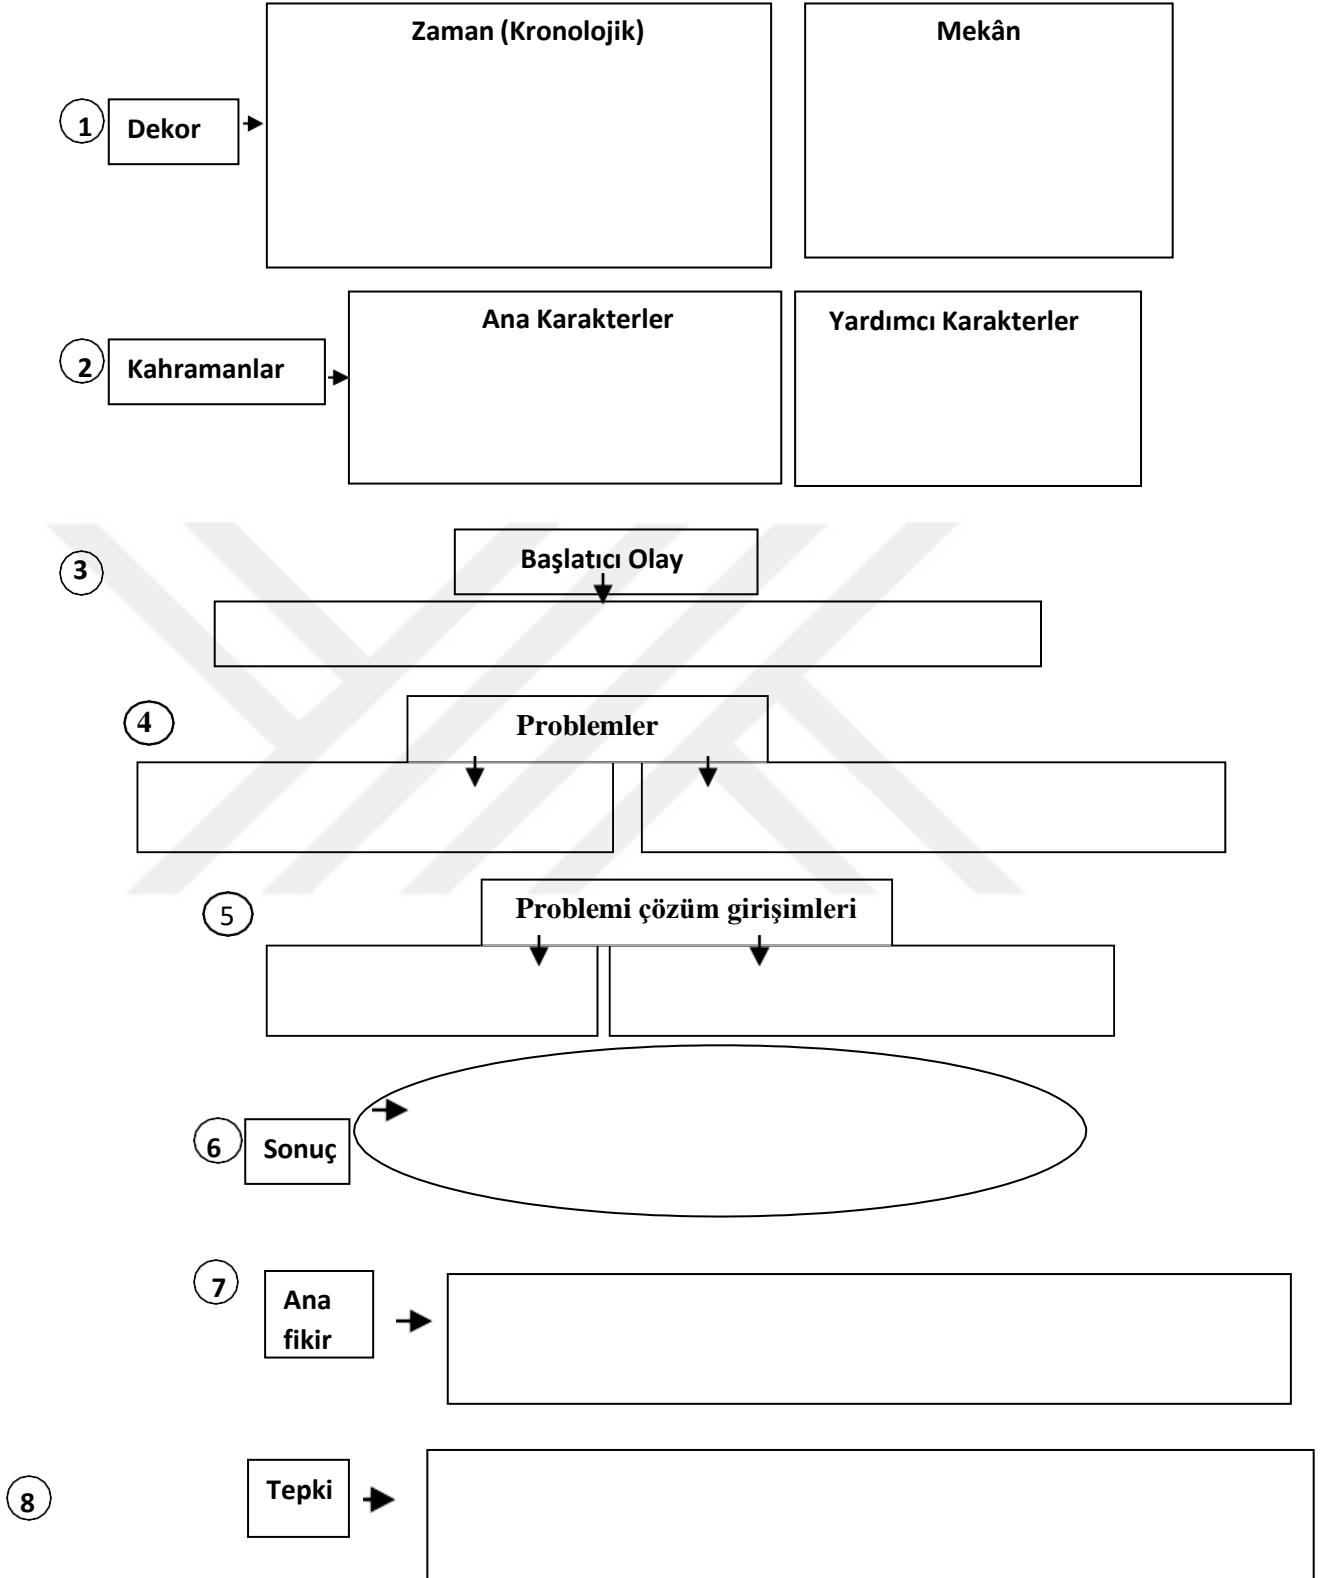 Zaman (Kronolojik)
Mekân
1
Dekor
Ana Karakterler
Yardımcı Karakterler
2
Kahramanlar
3
Başlatıcı Olay
4
Problemler
5
Problemi çözüm girişimleri
6
Sonuç
7
Ana
fikir
8
Tepki